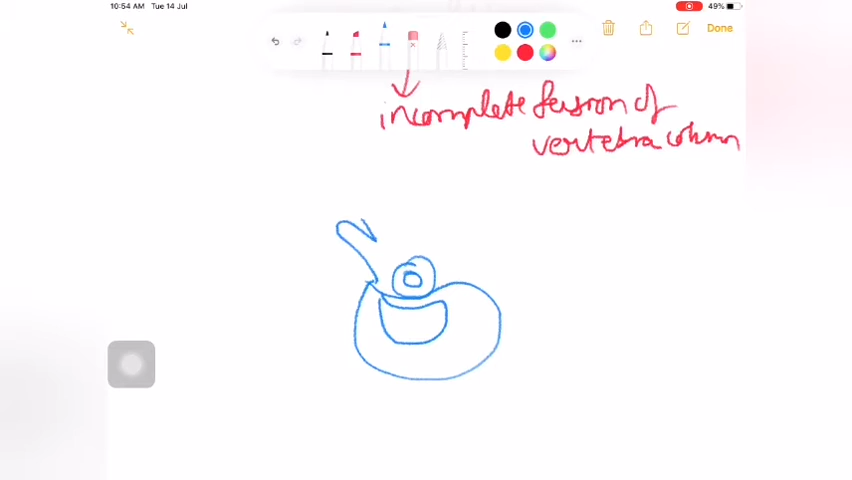 10:54 AM Tue 14 Jul
49%
Done
incomplete fusion of
vertebra column